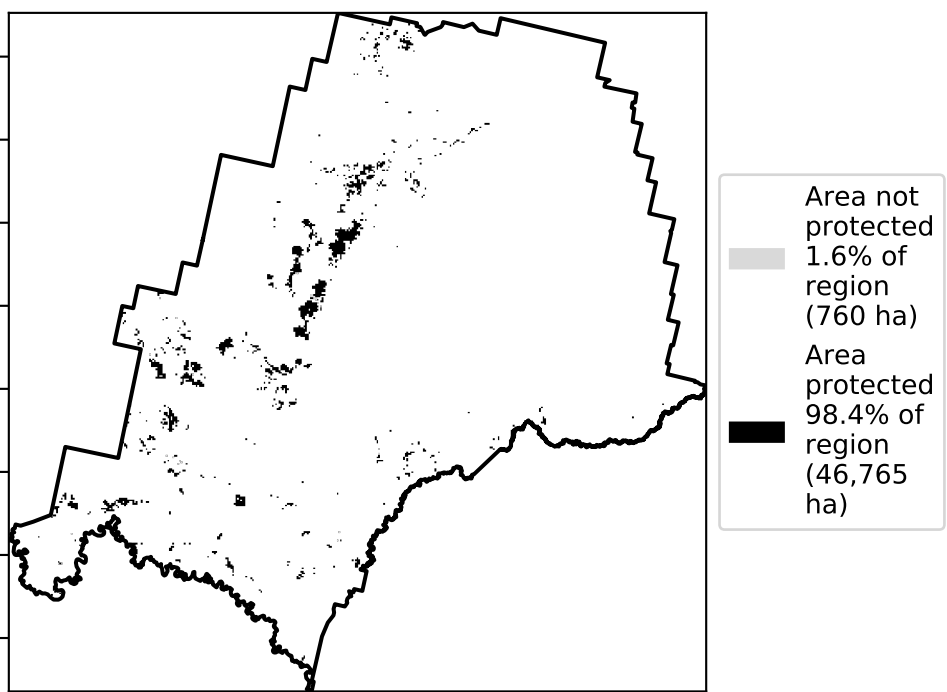 Area not
protected
1.6% of
region
(760 ha)
Area
protected
98.4% of
region
(46,765
ha)